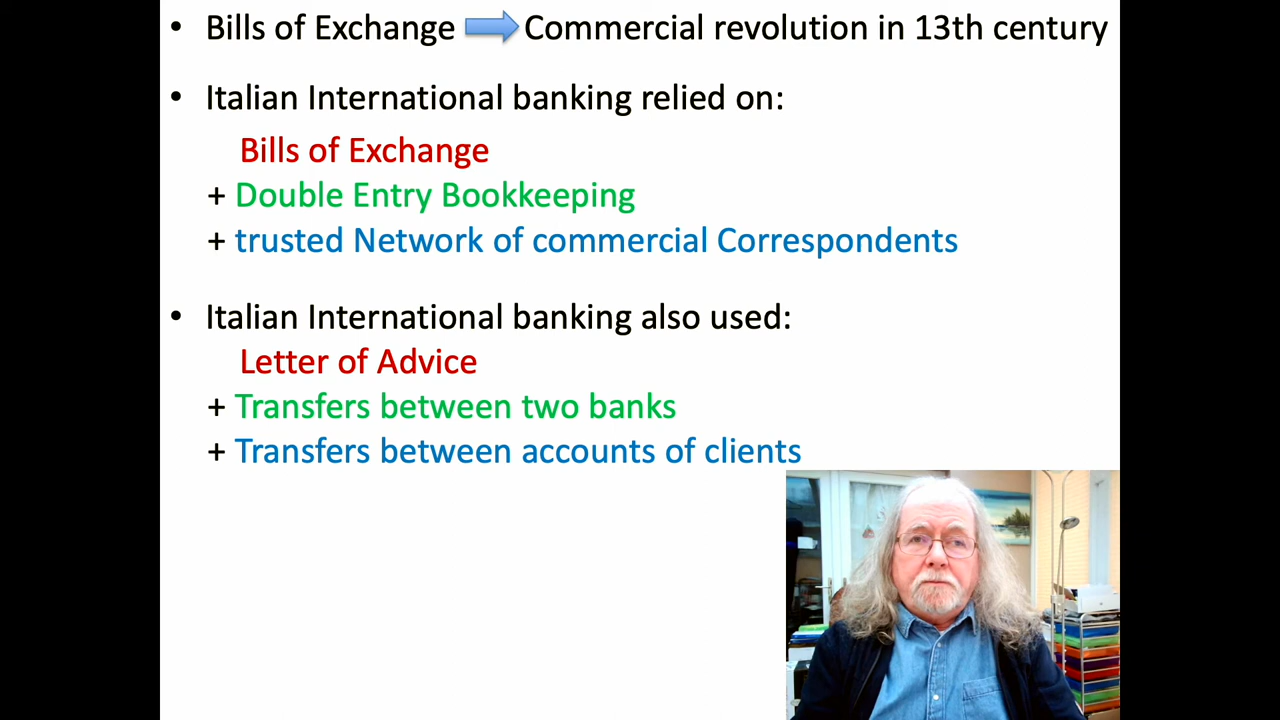 • Bills of Exchange Commercial revolution in 13th century
• Italian International banking relied on:
Bills of Exchange
+ Double Entry Bookkeeping
+ trusted Network of commercial Correspondents
• Italian International banking also used:
Letter of Advice
+ Transfers between two banks
+ Transfers between accounts of clients